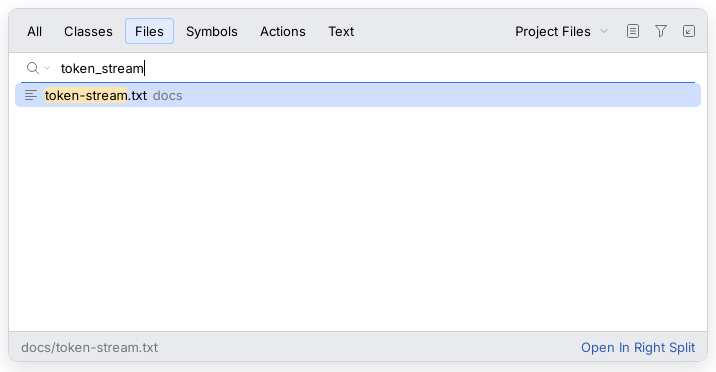 All Classes Files Symbols Actions Text Project Files
token_stream
token-stream.txt docs
docs/token-stream.txt Open In Right Split